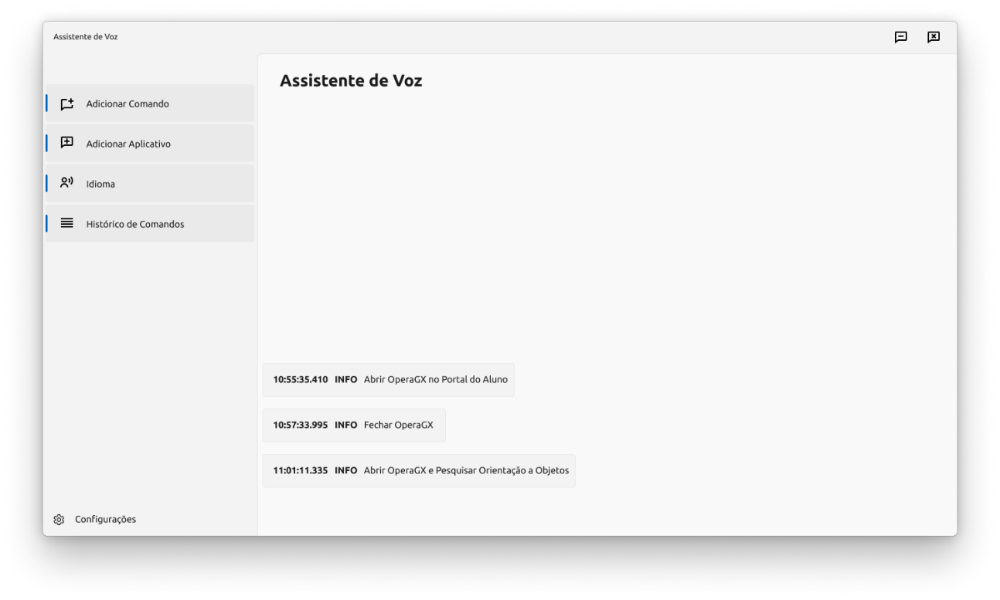 Assistente de Voz
Assistente de Voz
Adicionar Comando
Adicionar Aplicativo
Idioma
Histórico de Comandos
10:55:35.410 INFO Abrir OperaGX no Portal do Aluno
10:57:33.995 INFO Fechar OperaGX
11:01:11.335 INFO Abrir OperaGX e Pesquisar Orientação a Objetos
Configurações